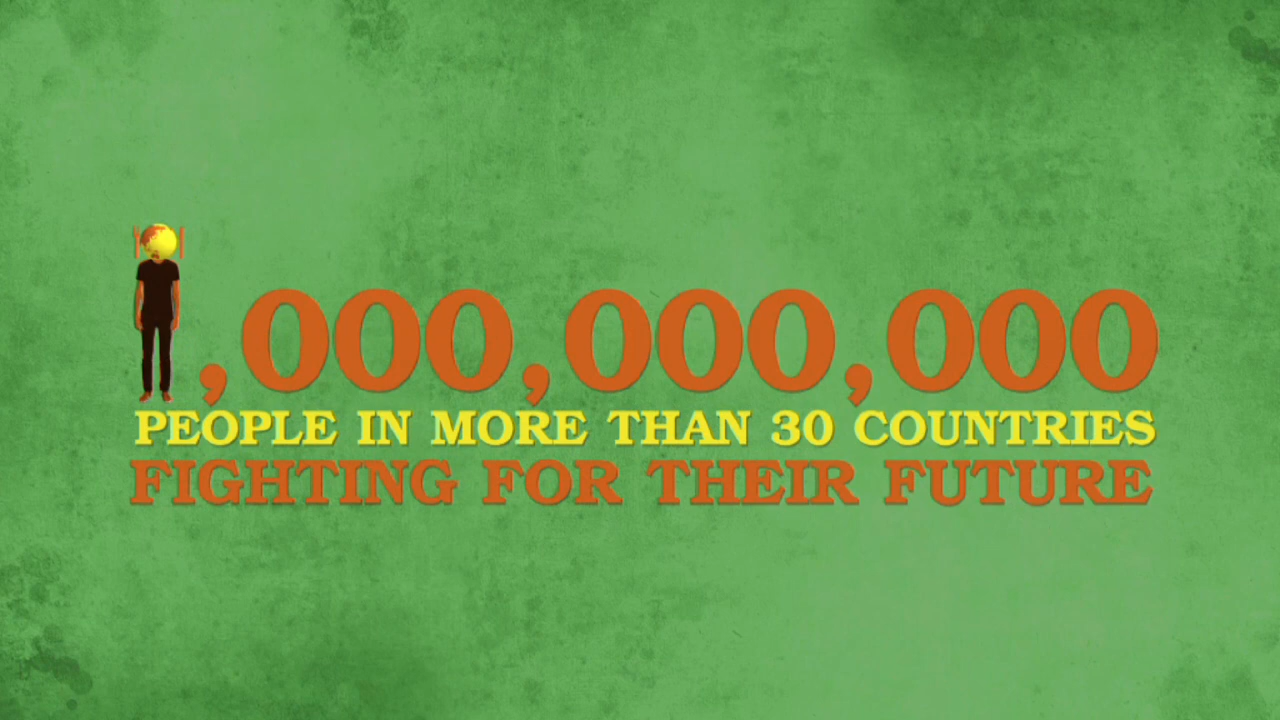 ,000,000,000
PEOPLE IN MORE THAN 30 COUNTRIES
FIGHTING FOR THEIR FUTURE